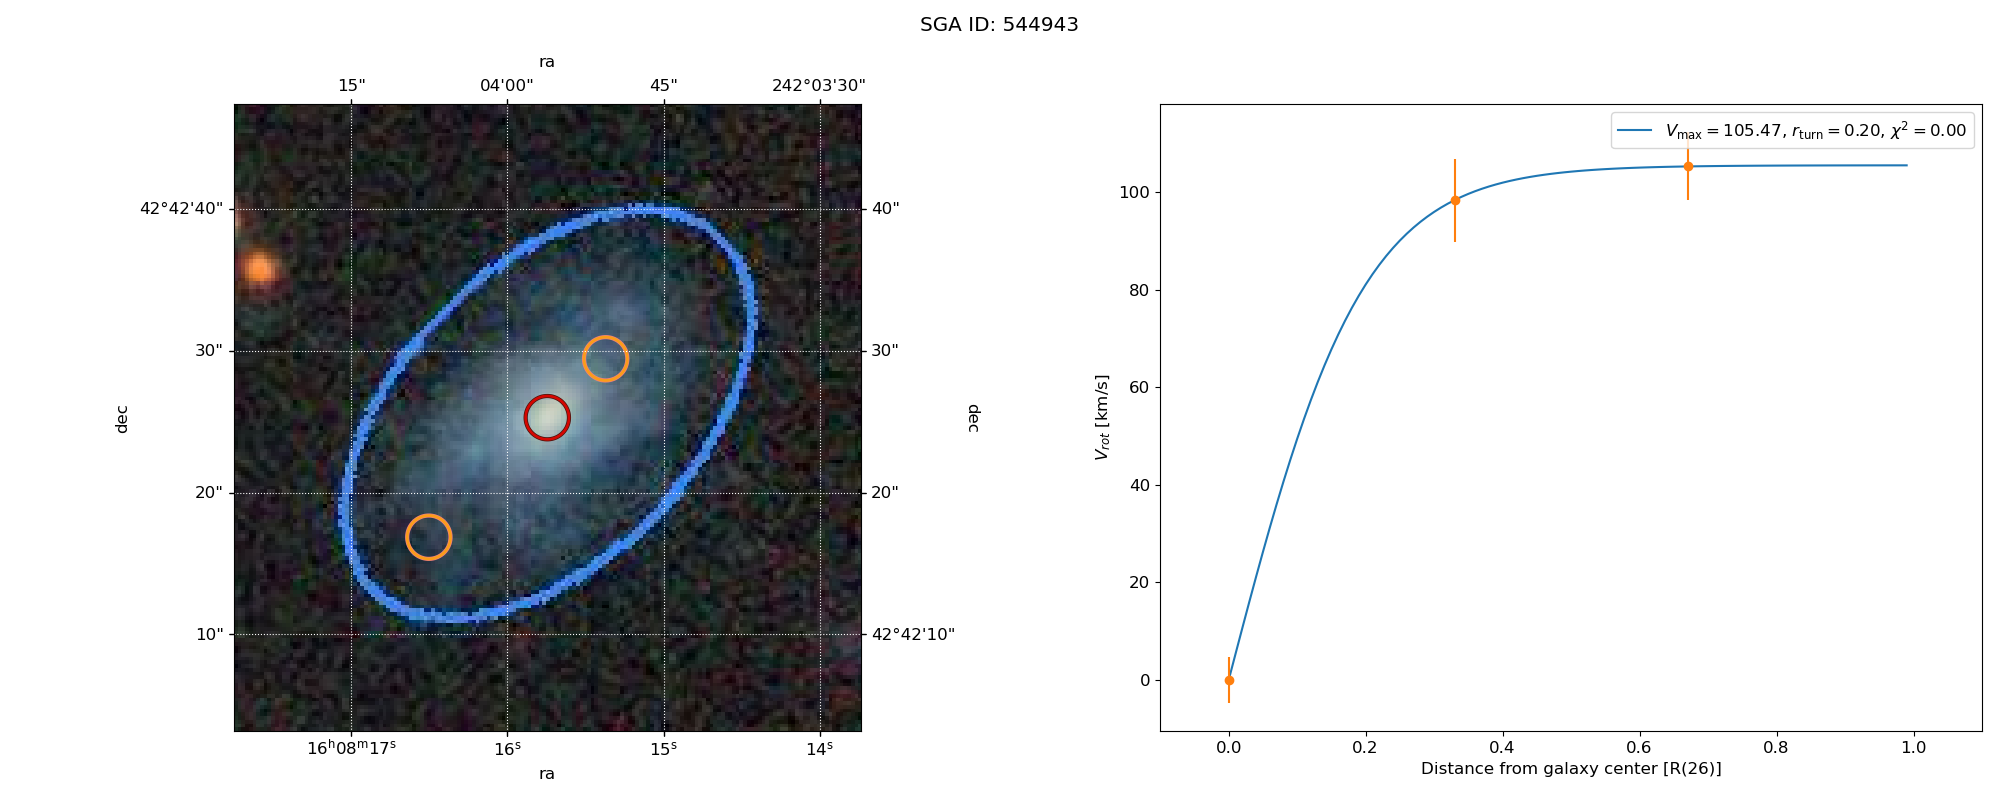 SGA ID: 544943
ra
15" 04'00" 45" 242°03'30"
42°42'40" 40"
30" 30"
dec dec
20" 20"
10" 42°42'10"
16ʰ08ᵐ17ˢ 16ˢ 15ˢ 14ˢ
ra
V_max = 105.47, r_turn = 0.20, χ² = 0.00
100
80
60
V_rot [km/s]
40
20
0
0.0 0.2 0.4 0.6 0.8 1.0
Distance from galaxy center [R(26)]